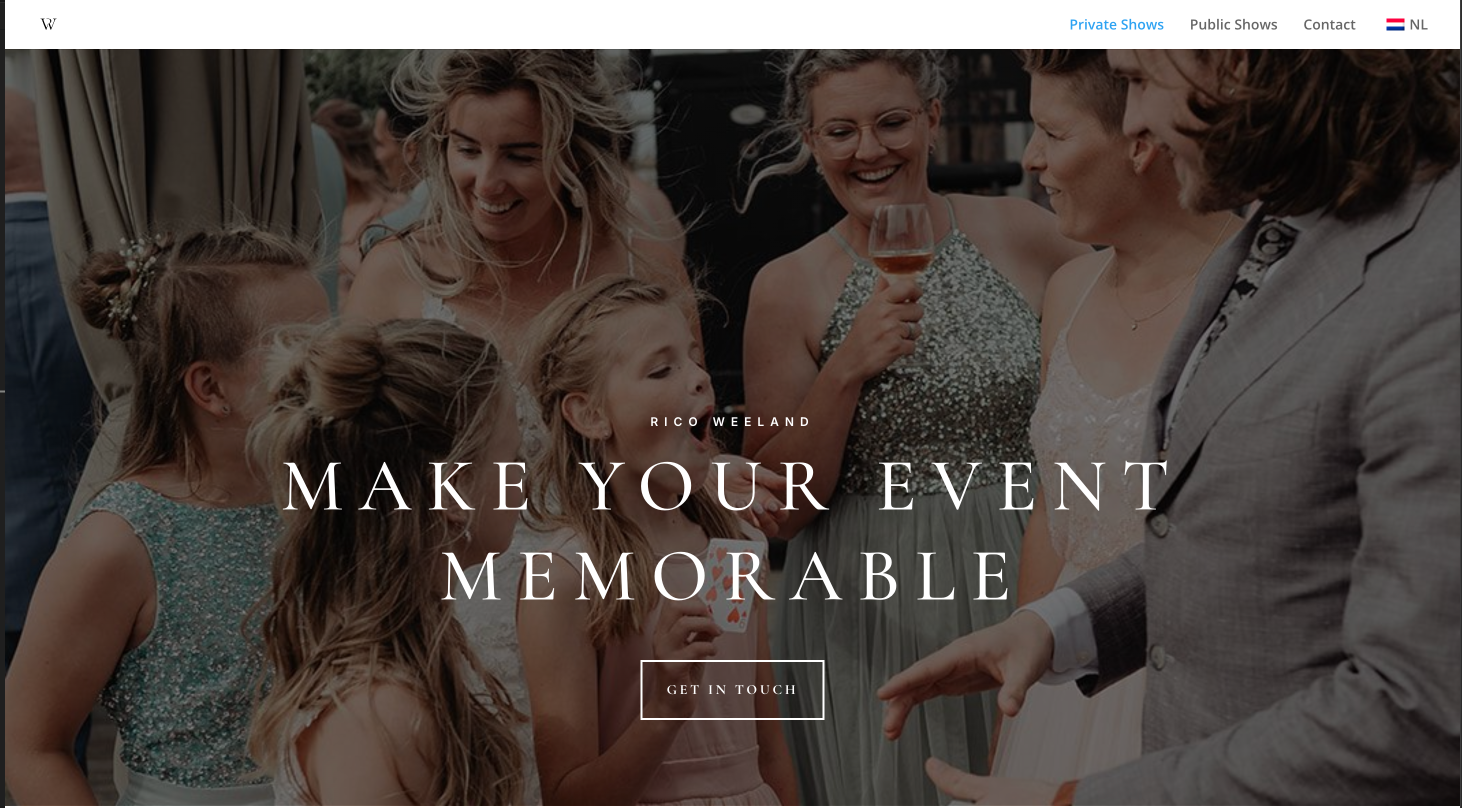 W
Private Shows
Public Shows
Contact
NL
RICO WEELAND
MAKE YOUR EVENT
MEMORABLE
GET IN TOUCH